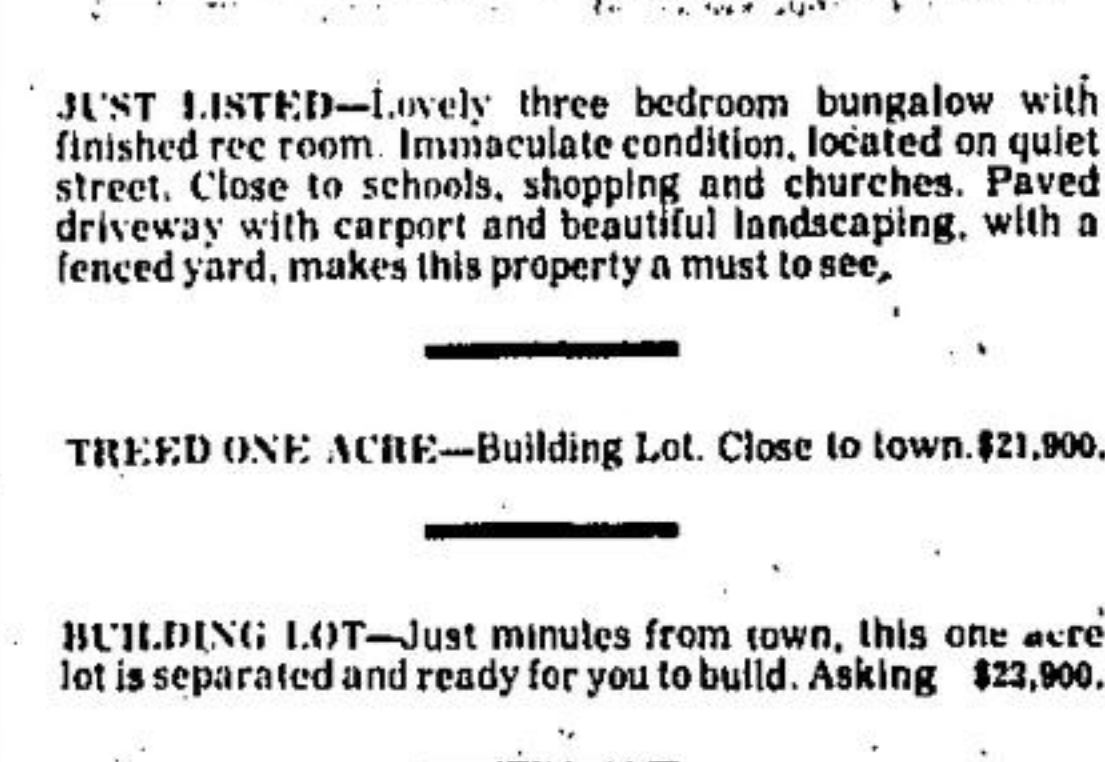 JUST LISTED—Lovely three bedroom bungalow with
finished rec room. Immaculate condition, located on quiet
street. Close to schools, shopping and churches. Paved
driveway with carport and beautiful landscaping, with a
fenced yard, makes this property a must to see.
TREED ONE ACRE—Building Lot. Close to town. $21,900.
BUILDING LOT—Just minutes from town, this one acre
lot is separated and ready for you to build. Asking $23,900.